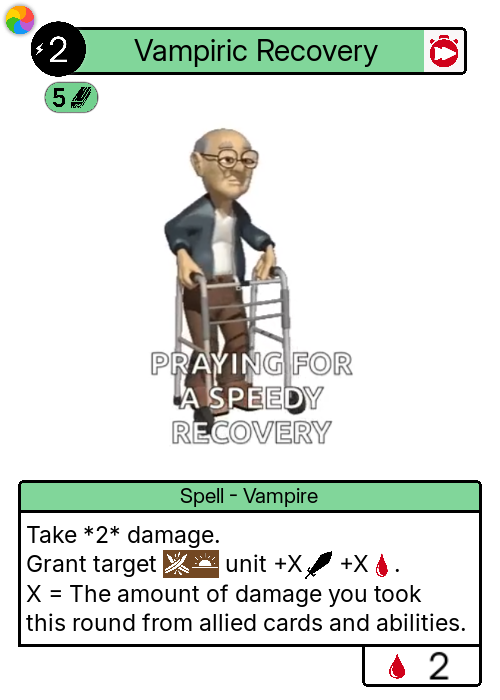 2
Vampiric Recovery
5
PRAYING FOR
A SPEEDY
RECOVERY
Spell - Vampire
Take *2* damage.
Grant target unit +X +X .
X = The amount of damage you took
this round from allied cards and abilities.
2